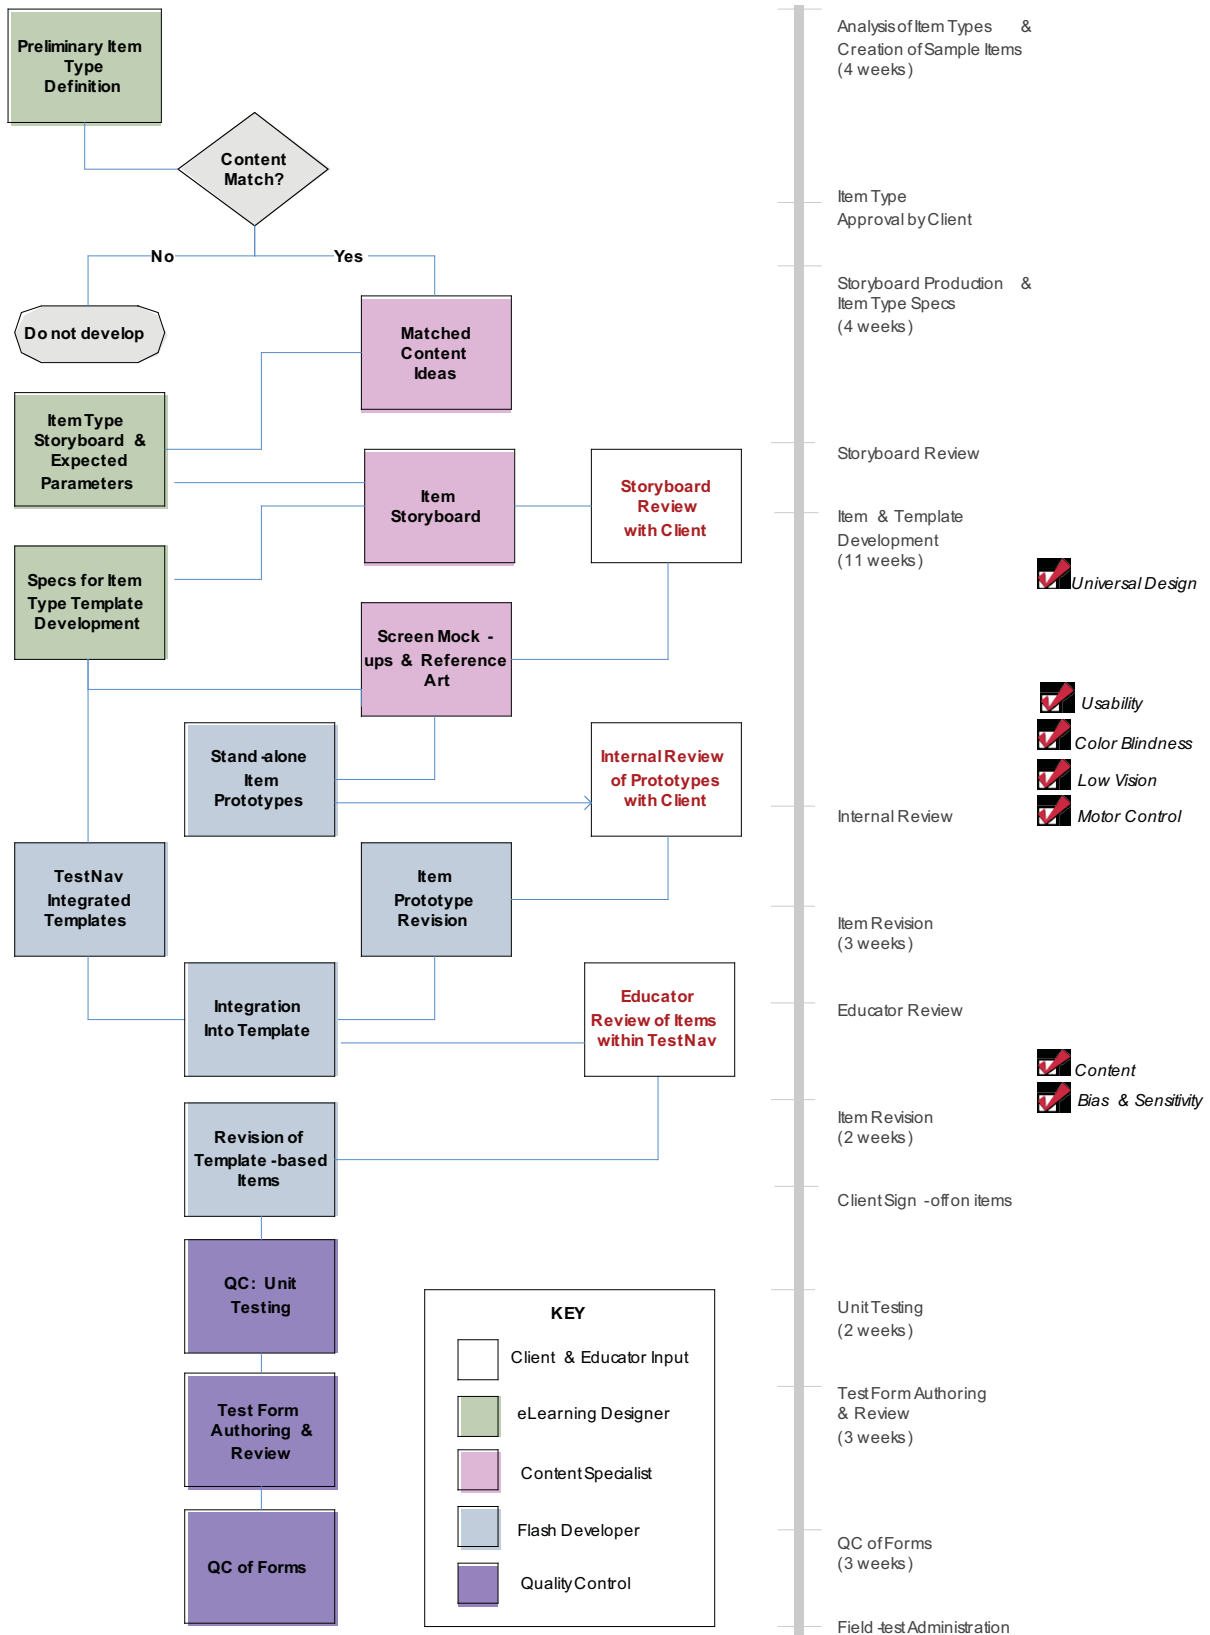 Preliminary Item
Type
Definition
Content
Match?
No
Yes
Do not develop
Matched
Content
Ideas
Item Type
Storyboard &
Expected
Parameters
Item
Storyboard
Storyboard
Review
with Client
Specs for Item
Type Template
Development
Screen Mock -
ups & Reference
Art
Stand -alone
Item
Prototypes
Internal Review
of Prototypes
with Client
TestNav
Integrated
Templates
Item
Prototype
Revision
Integration
Into Template
Educator
Review of Items
within TestNav
Revision of
Template -based
Items
QC: Unit
Testing
Test Form
Authoring &
Review
QC of Forms
KEY
Client & Educator Input
eLearning Designer
Content Specialist
Flash Developer
Quality Control
Analysis of Item Types &
Creation of Sample Items
(4 weeks)
Item Type
Approval by Client
Storyboard Production &
Item Type Specs
(4 weeks)
Storyboard Review
Item & Template
Development
(11 weeks)
Universal Design
Usability
Color Blindness
Low Vision
Motor Control
Internal Review
Item Revision
(3 weeks)
Educator Review
Content
Bias & Sensitivity
Item Revision
(2 weeks)
Client Sign -off on items
Unit Testing
(2 weeks)
Test Form Authoring
& Review
(3 weeks)
QC of Forms
(3 weeks)
Field -test Administration